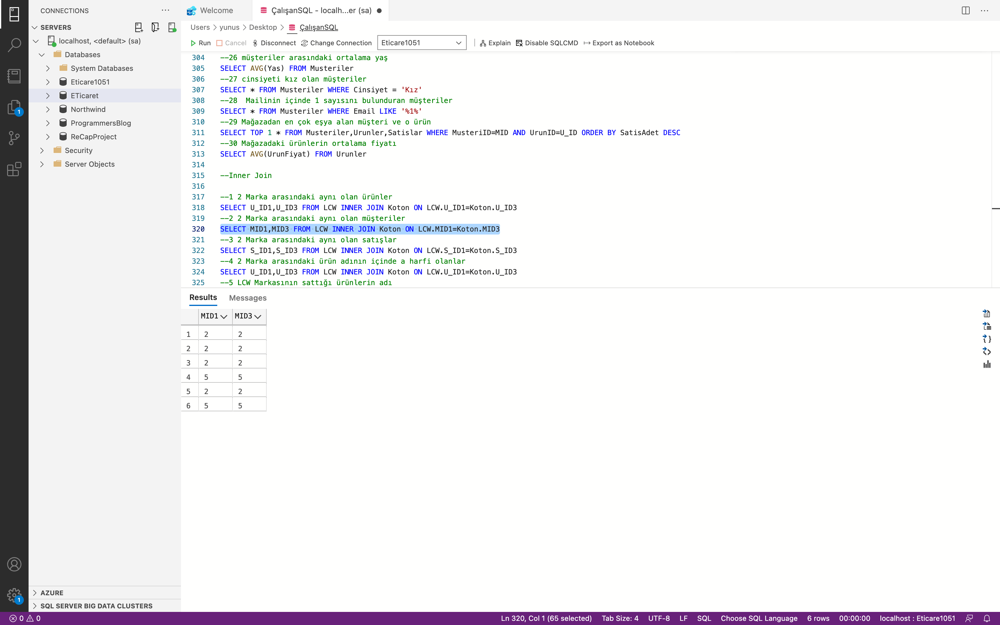 CONNECTIONS
SERVERS
localhost, <default> (sa)
Databases
System Databases
Eticare1051
ETicaret
Northwind
ProgrammersBlog
ReCapProject
Security
Server Objects
AZURE
SQL SERVER BIG DATA CLUSTERS
1
1
Welcome
ÇalışanSQL - localh...er (sa)
Users > yunus > Desktop > ÇalışanSQL
Run Cancel Disconnect Change Connection Eticare1051 Explain Disable SQLCMD Export as Notebook
304 --26 müşteriler arasındaki ortalama yaş
305 SELECT AVG(Yas) FROM Musteriler
306 --27 cinsiyeti kız olan müşteriler
307 SELECT * FROM Musteriler WHERE Cinsiyet = 'Kız'
308 --28  Mailinin içinde 1 sayısını bulunduran müşteriler
309 SELECT * FROM Musteriler WHERE Email LIKE '%1%'
310 --29 Mağazadan en çok eşya alan müşteri ve o ürün
311 SELECT TOP 1 * FROM Musteriler,Urunler,Satislar WHERE MusteriID=MID AND UrunID=U_ID ORDER BY SatisAdet DESC
312 --30 Mağazadaki ürünlerin ortalama fiyatı
313 SELECT AVG(UrunFiyat) FROM Urunler
314
315 --Inner Join
316
317 --1 2 Marka arasındaki aynı olan ürünler
318 SELECT U_ID1,U_ID3 FROM LCW INNER JOIN Koton ON LCW.U_ID1=Koton.U_ID3
319 --2 2 Marka arasındaki aynı olan müşteriler
320 SELECT MID1,MID3 FROM LCW INNER JOIN Koton ON LCW.MID1=Koton.MID3
321 --3 2 Marka arasındaki aynı olan satışlar
322 SELECT S_ID1,S_ID3 FROM LCW INNER JOIN Koton ON LCW.S_ID1=Koton.S_ID3
323 --4 2 Marka arasındaki ürün adının içinde a harfi olanlar
324 SELECT U_ID1,U_ID3 FROM LCW INNER JOIN Koton ON LCW.U_ID1=Koton.U_ID3
325 --5 LCW Markasının sattığı ürünlerin adı
Results Messages
MID1 MID3
1 2 2
2 2 2
3 2 2
4 5 5
5 2 2
6 5 5
0 0 Ln 320, Col 1 (65 selected) Tab Size: 4 UTF-8 LF SQL Choose SQL Language 6 rows 00:00:00 localhost : Eticare1051